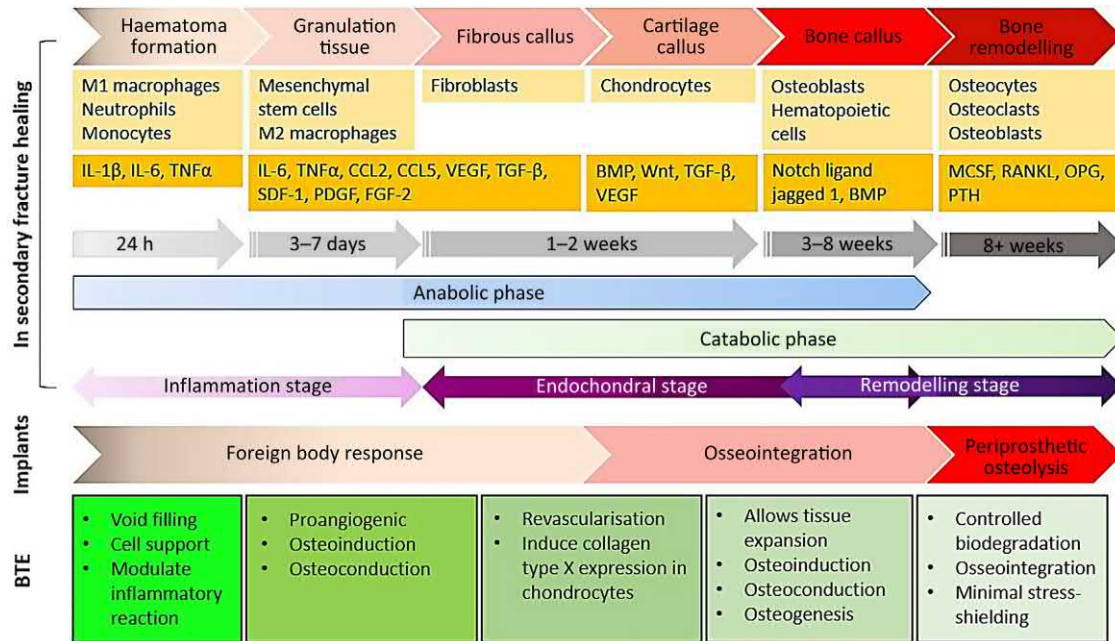 In secondary fracture healing
Haematoma
formation
Granulation
tissue
Fibrous callus
Cartilage
callus
Bone callus
Bone
remodelling
M1 macrophages
Neutrophils
Monocytes
Mesenchymal
stem cells
M2 macrophages
Fibroblasts
Chondrocytes
Osteoblasts
Hematopoietic
cells
Osteocytes
Osteoclasts
Osteoblasts
IL-1β, IL-6, TNFα
IL-6, TNFα, CCL2, CCL5, VEGF, TGF-β,
SDF-1, PDGF, FGF-2
BMP, Wnt, TGF-β,
VEGF
Notch ligand
jagged 1, BMP
MCSF, RANKL, OPG,
PTH
24 h
3–7 days
1–2 weeks
3–8 weeks
8+ weeks
Anabolic phase
Catabolic phase
Inflammation stage
Endochondral stage
Remodelling stage
Implants
Foreign body response
Osseointegration
Periprosthetic
osteolysis
BTE
• Void filling
• Cell support
• Modulate
inflammatory
reaction
• Proangiogenic
• Osteoinduction
• Osteoconduction
• Revascularisation
• Induce collagen
type X expression in
chondrocytes
• Allows tissue
expansion
• Osteoinduction
• Osteoconduction
• Osteogenesis
• Controlled
biodegradation
• Osseointegration
• Minimal stress-
shielding